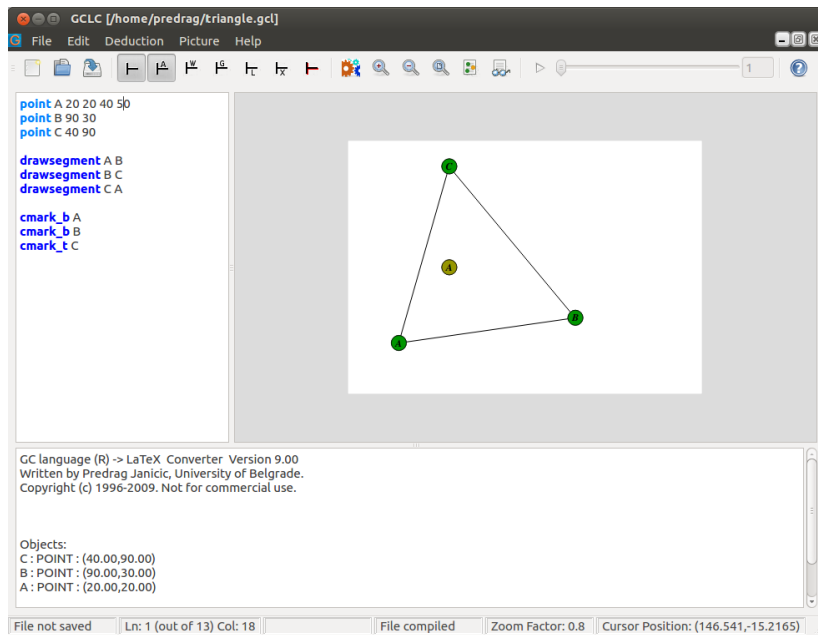 GCLC [/home/predrag/triangle.gcl]
File Edit Deduction Picture Help
A W G L X 1
point A 20 20 40 50
point B 90 30
point C 40 90
drawsegment A B
drawsegment B C
drawsegment C A
cmark_b A
cmark_b B
cmark_t C
C
A
B
A
GC language (R) -> LaTeX Converter Version 9.00
Written by Predrag Janicic, University of Belgrade.
Copyright (c) 1996-2009. Not for commercial use.
Objects:
C : POINT : (40.00,90.00)
B : POINT : (90.00,30.00)
A : POINT : (20.00,20.00)
File not saved Ln: 1 (out of 13) Col: 18 File compiled Zoom Factor: 0.8 Cursor Position: (146.541,-15.2165)